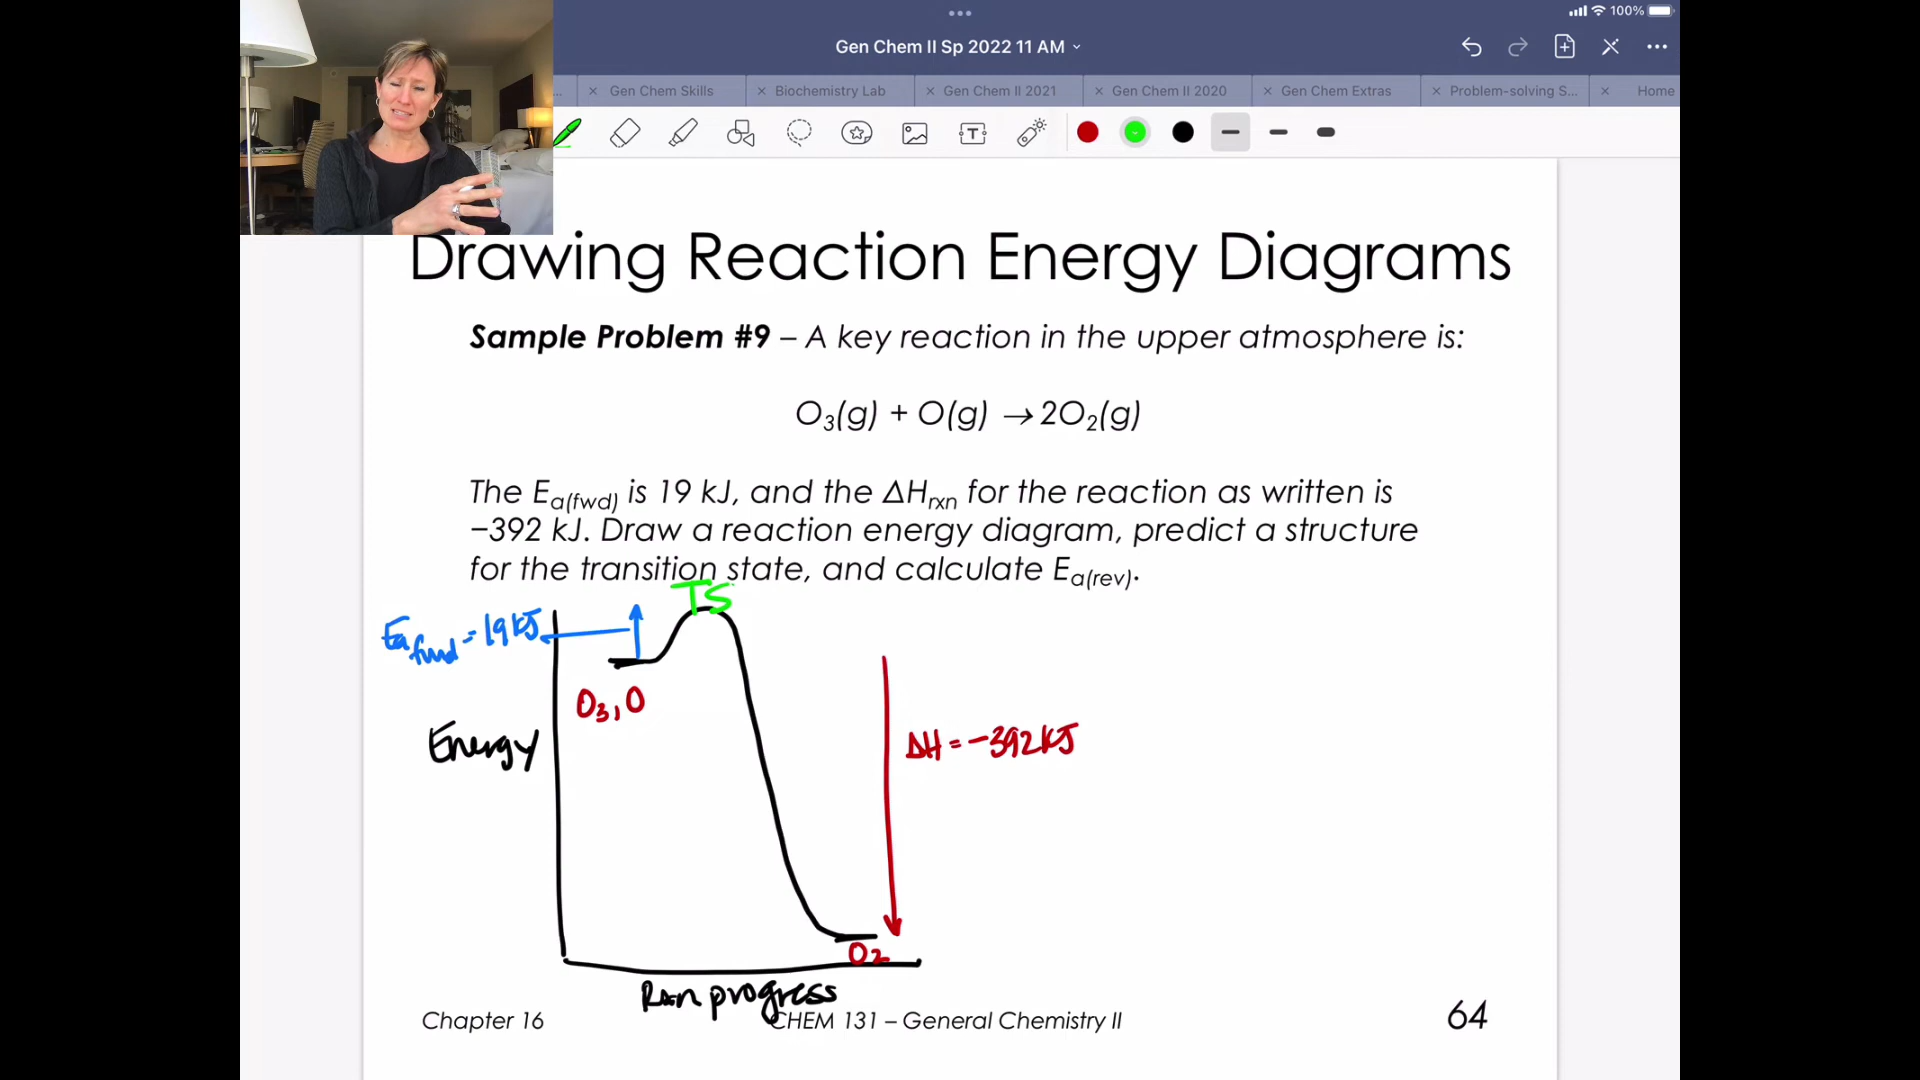 100%
Gen Chem II Sp 2022 11 AM
... × Gen Chem Skills × Biochemistry Lab × Gen Chem II 2021 × Gen Chem II 2020 × Gen Chem Extras × Problem-solving S... × Home
T
Drawing Reaction Energy Diagrams
Sample Problem #9 – A key reaction in the upper atmosphere is:
O₃(g) + O(g) → 2O₂(g)
The Eₐ(fwd) is 19 kJ, and the ΔHrxn for the reaction as written is
−392 kJ. Draw a reaction energy diagram, predict a structure
for the transition state, and calculate Eₐ(rev).
TS
Ea fwd = 19 kJ
O₃, O
Energy
ΔH = −392 kJ
O₂
Rxn progress
Chapter 16
CHEM 131 – General Chemistry II
64